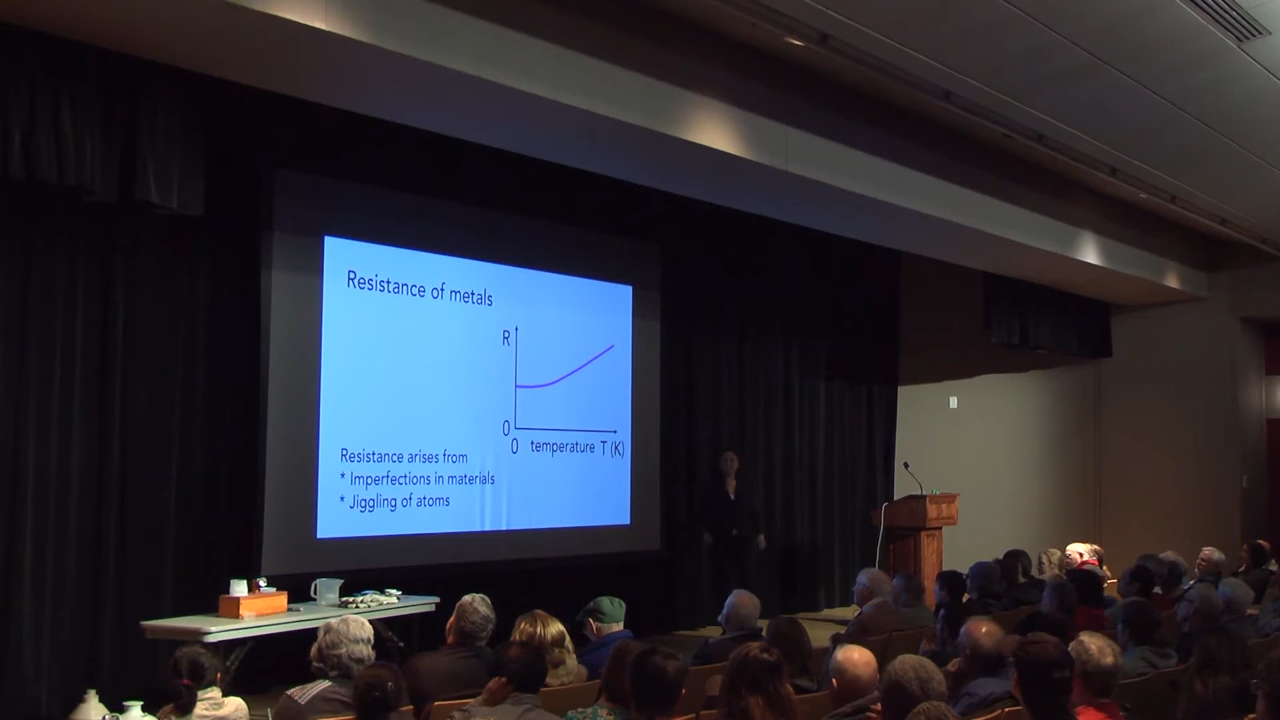 Resistance of metals
R
0
0 temperature T (K)
Resistance arises from
* Imperfections in materials
* Jiggling of atoms